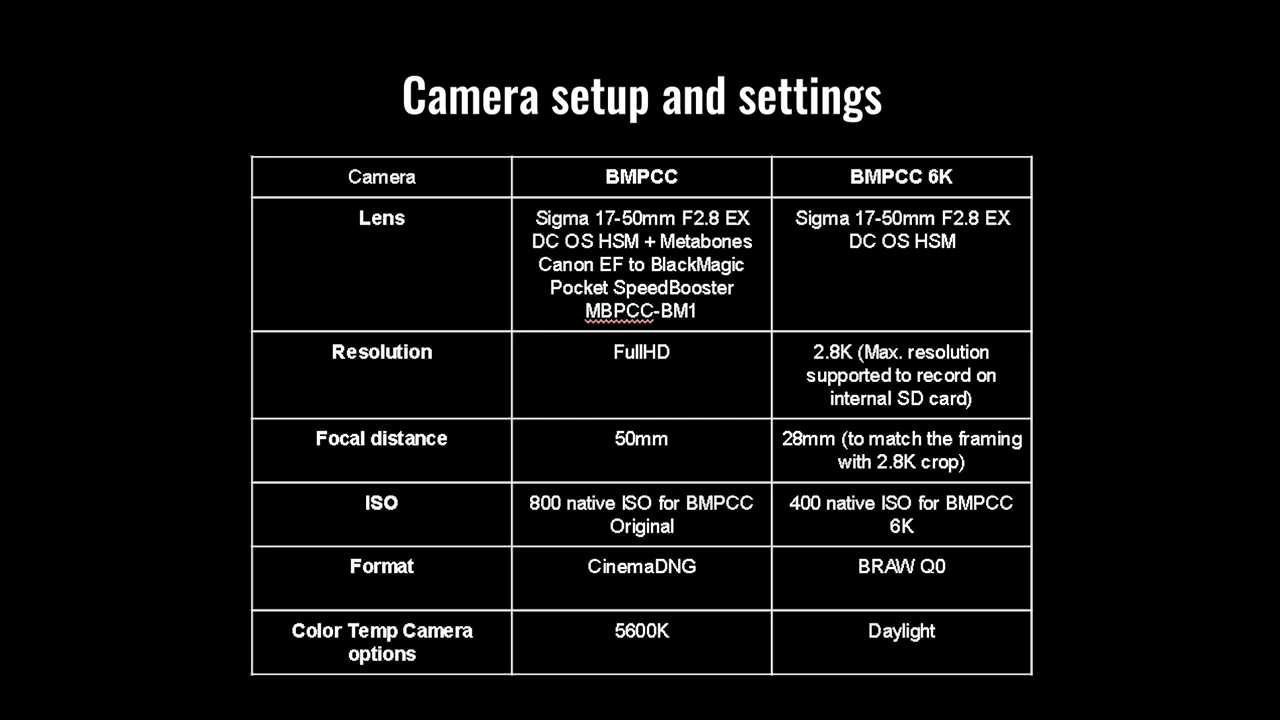 Camera setup and settings
Camera
BMPCC
BMPCC 6K
Lens
Sigma 17-50mm F2.8 EX
DC OS HSM + Metabones
Canon EF to BlackMagic
Pocket SpeedBooster
MBPCC-BM1
Sigma 17-50mm F2.8 EX
DC OS HSM
Resolution
FullHD
2.8K (Max. resolution
supported to record on
internal SD card)
Focal distance
50mm
28mm (to match the framing
with 2.8K crop)
ISO
800 native ISO for BMPCC
Original
400 native ISO for BMPCC
6K
Format
CinemaDNG
BRAW Q0
Color Temp Camera
options
5600K
Daylight